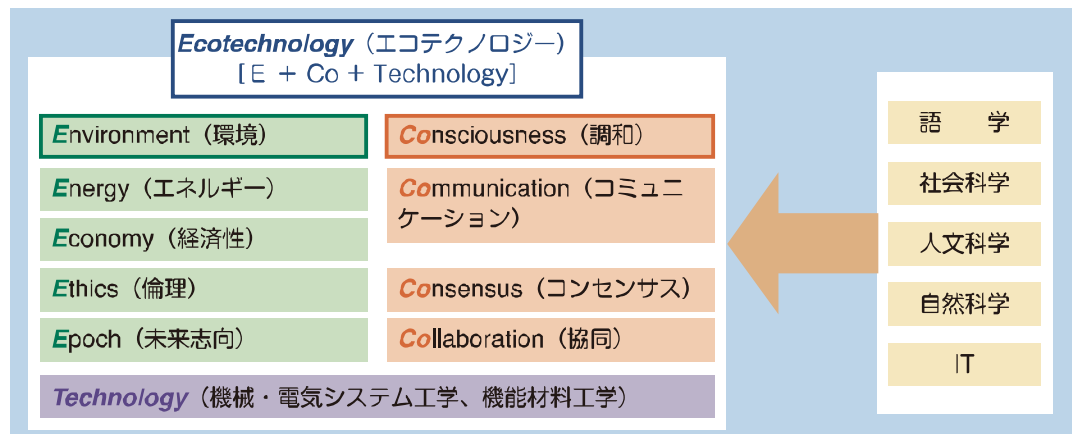 Ecotechnology（エコテクノロジー）
[E + Co + Technology]
Environment（環境）
Energy（エネルギー）
Economy（経済性）
Ethics（倫理）
Epoch（未来志向）
Consciousness（調和）
Communication（コミュニ
ケーション）
Consensus（コンセンサス）
Collaboration（協同）
Technology（機械・電気システム工学、機能材料工学）
語　　学
社会科学
人文科学
自然科学
IT